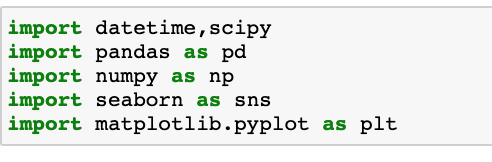 import datetime,scipy
import pandas as pd
import numpy as np
import seaborn as sns
import matplotlib.pyplot as plt